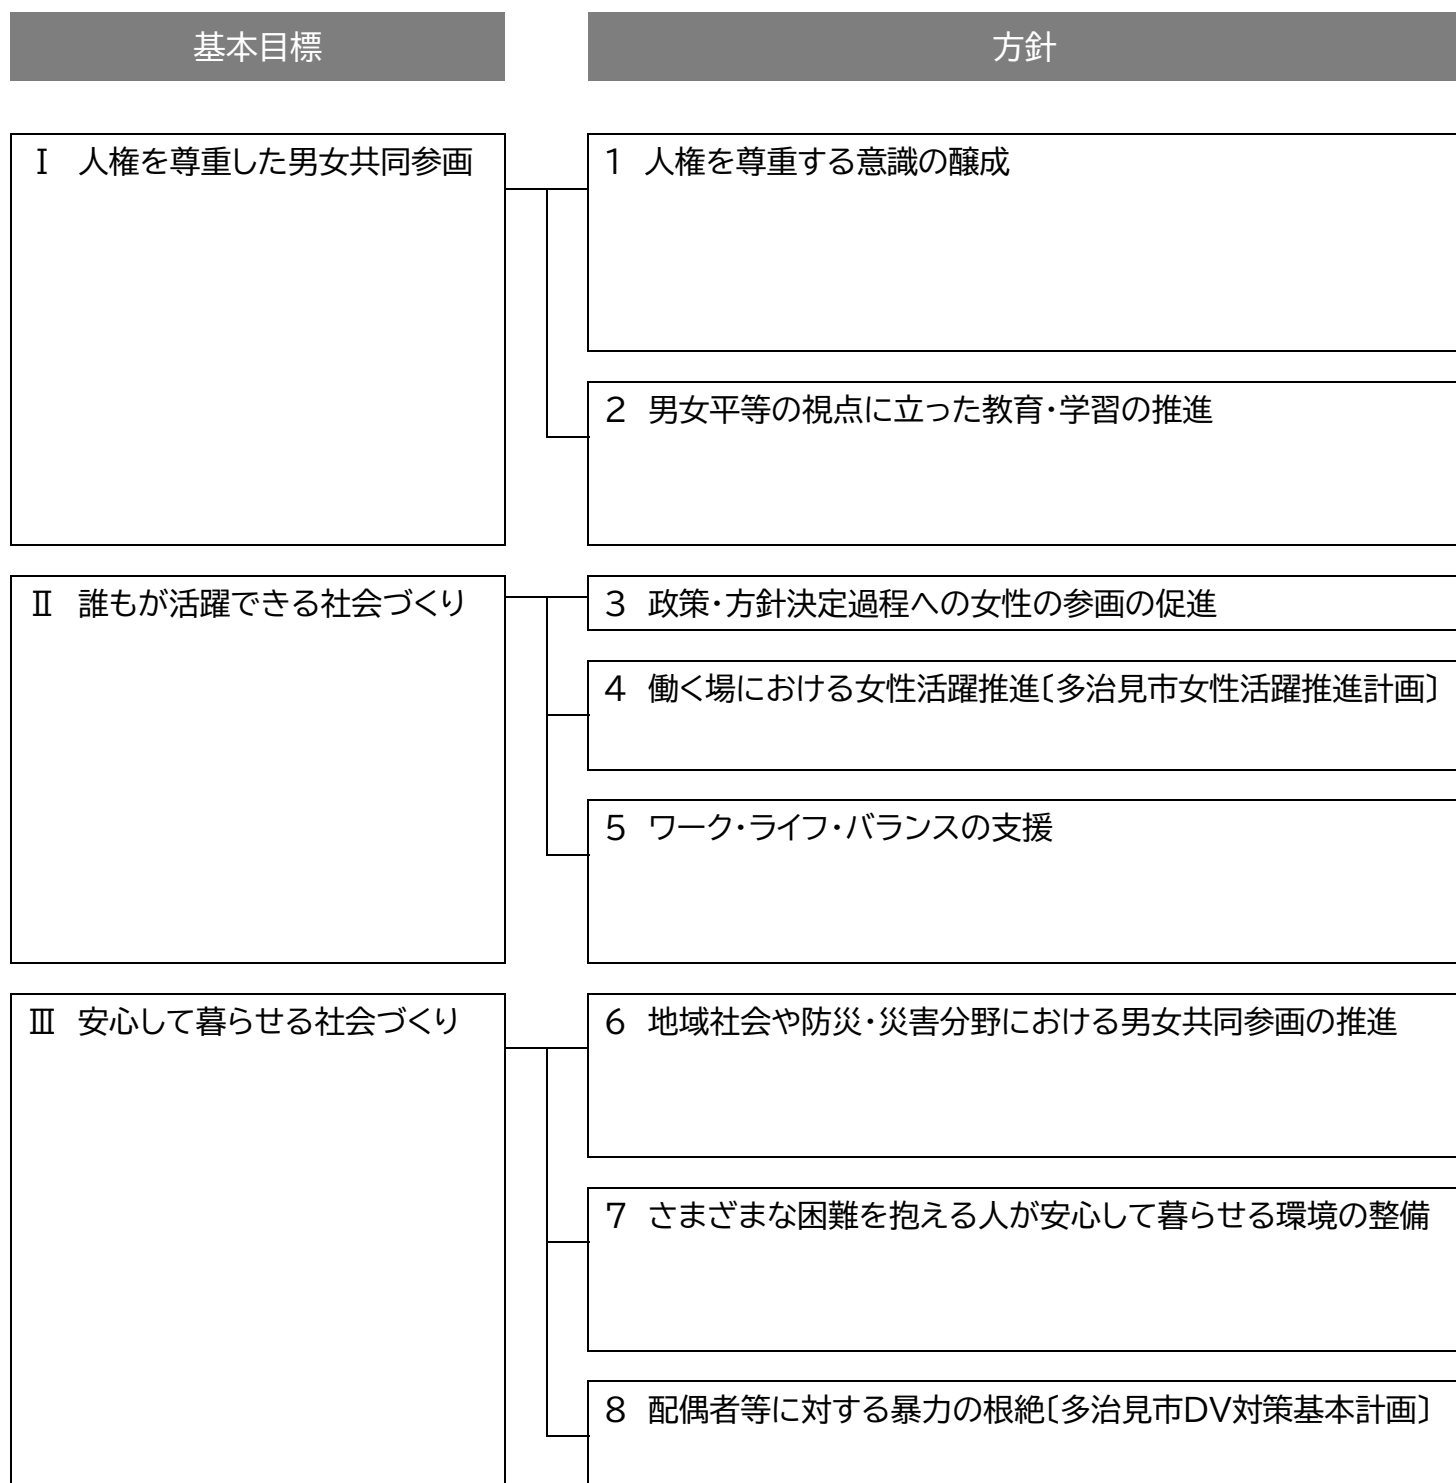 基本目標
方針
Ⅰ 人権を尊重した男女共同参画
1 人権を尊重する意識の醸成
2 男女平等の視点に立った教育・学習の推進
Ⅱ 誰もが活躍できる社会づくり
3 政策・方針決定過程への女性の参画の促進
4 働く場における女性活躍推進〔多治見市女性活躍推進計画〕
5 ワーク・ライフ・バランスの支援
Ⅲ 安心して暮らせる社会づくり
6 地域社会や防災・災害分野における男女共同参画の推進
7 さまざまな困難を抱える人が安心して暮らせる環境の整備
8 配偶者等に対する暴力の根絶〔多治見市DV対策基本計画〕